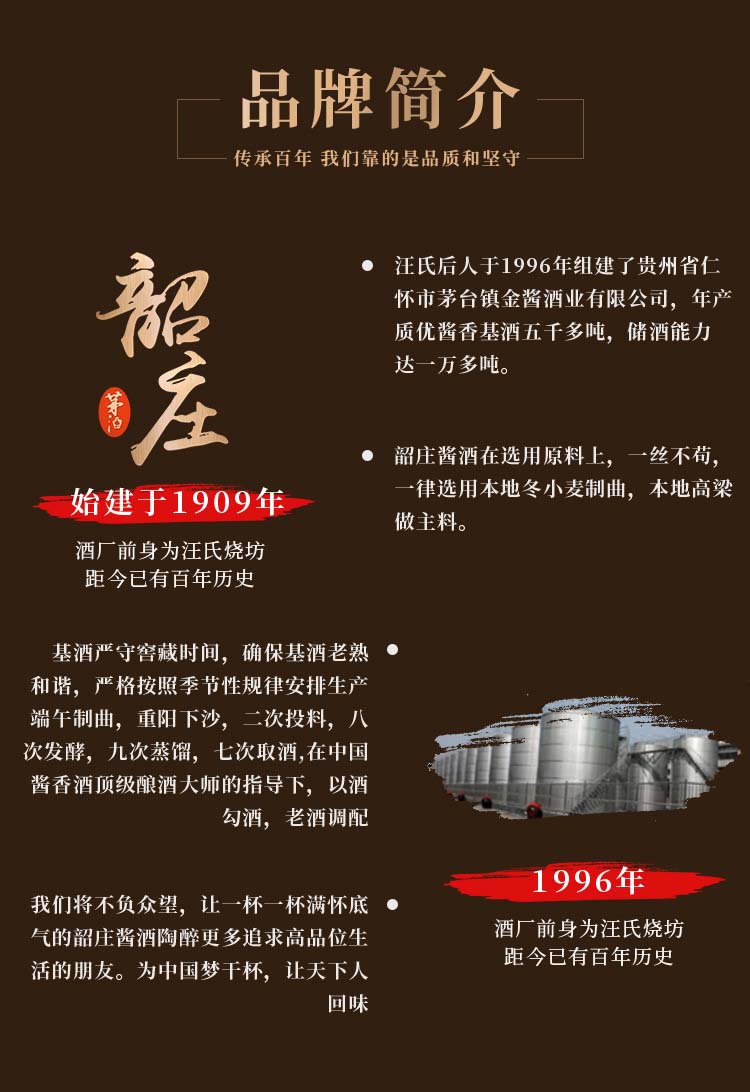 品牌简介
传承百年 我们靠的是品质和坚守
韶庄
茅酒
始建于1909年
酒厂前身为汪氏烧坊
距今已有百年历史
汪氏后人于1996年组建了贵州省仁
怀市茅台镇金酱酒业有限公司，年产
质优酱香基酒五千多吨，储酒能力
达一万多吨。
韶庄酱酒在选用原料上，一丝不苟，
一律选用本地冬小麦制曲，本地高粱
做主料。
基酒严守窖藏时间，确保基酒老熟
和谐，严格按照季节性规律安排生产
端午制曲，重阳下沙，二次投料，八
次发酵，九次蒸馏，七次取酒,在中国
酱香酒顶级酿酒大师的指导下，以酒
勾酒，老酒调配
1996年
酒厂前身为汪氏烧坊
距今已有百年历史
我们将不负众望，让一杯一杯满怀底
气的韶庄酱酒陶醉更多追求高品位生
活的朋友。为中国梦干杯，让天下人
回味